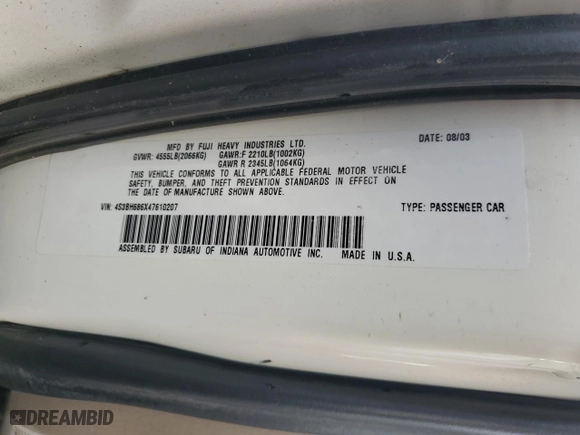 MFD BY FUJI HEAVY INDUSTRIES LTD. DATE: 08/03
GVWR: 4555LB(2066KG) GAWR:F 2210LB(1002KG)
GAWR R 2345LB(1064KG)
THIS VEHICLE CONFORMS TO ALL APPLICABLE FEDERAL MOTOR VEHICLE
SAFETY, BUMPER, AND THEFT PREVENTION STANDARDS IN EFFECT ON
THE DATE OF MANUFACTURE SHOWN ABOVE.
VIN: 4S3BH686X47610207 TYPE: PASSENGER CAR
ASSEMBLED BY SUBARU OF INDIANA AUTOMOTIVE INC. MADE IN U.S.A.
DREAMBID